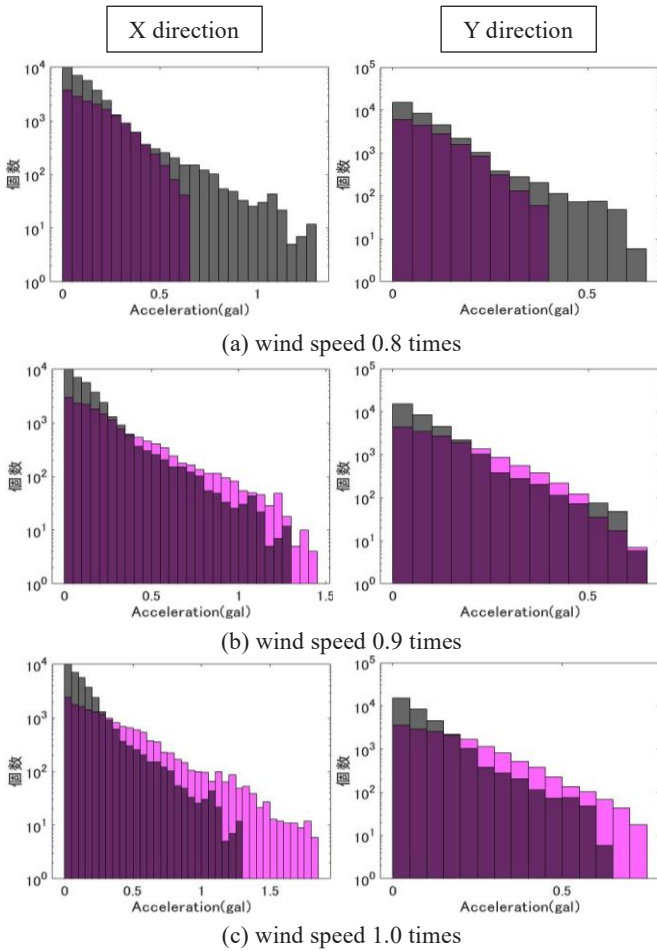 X direction
Y direction
10^4
10^3
10^2
10^1
10^0
個数
0
0.5
1
Acceleration(gal)
10^5
10^4
10^3
10^2
10^1
10^0
個数
0
0.5
Acceleration(gal)
(a) wind speed 0.8 times
10^4
10^3
10^2
10^1
10^0
個数
0
0.5
1
1.5
Acceleration(gal)
10^5
10^4
10^3
10^2
10^1
10^0
個数
0
0.5
Acceleration(gal)
(b) wind speed 0.9 times
10^4
10^3
10^2
10^1
10^0
個数
0
0.5
1
1.5
Acceleration(gal)
10^5
10^4
10^3
10^2
10^1
10^0
個数
0
0.5
Acceleration(gal)
(c) wind speed 1.0 times